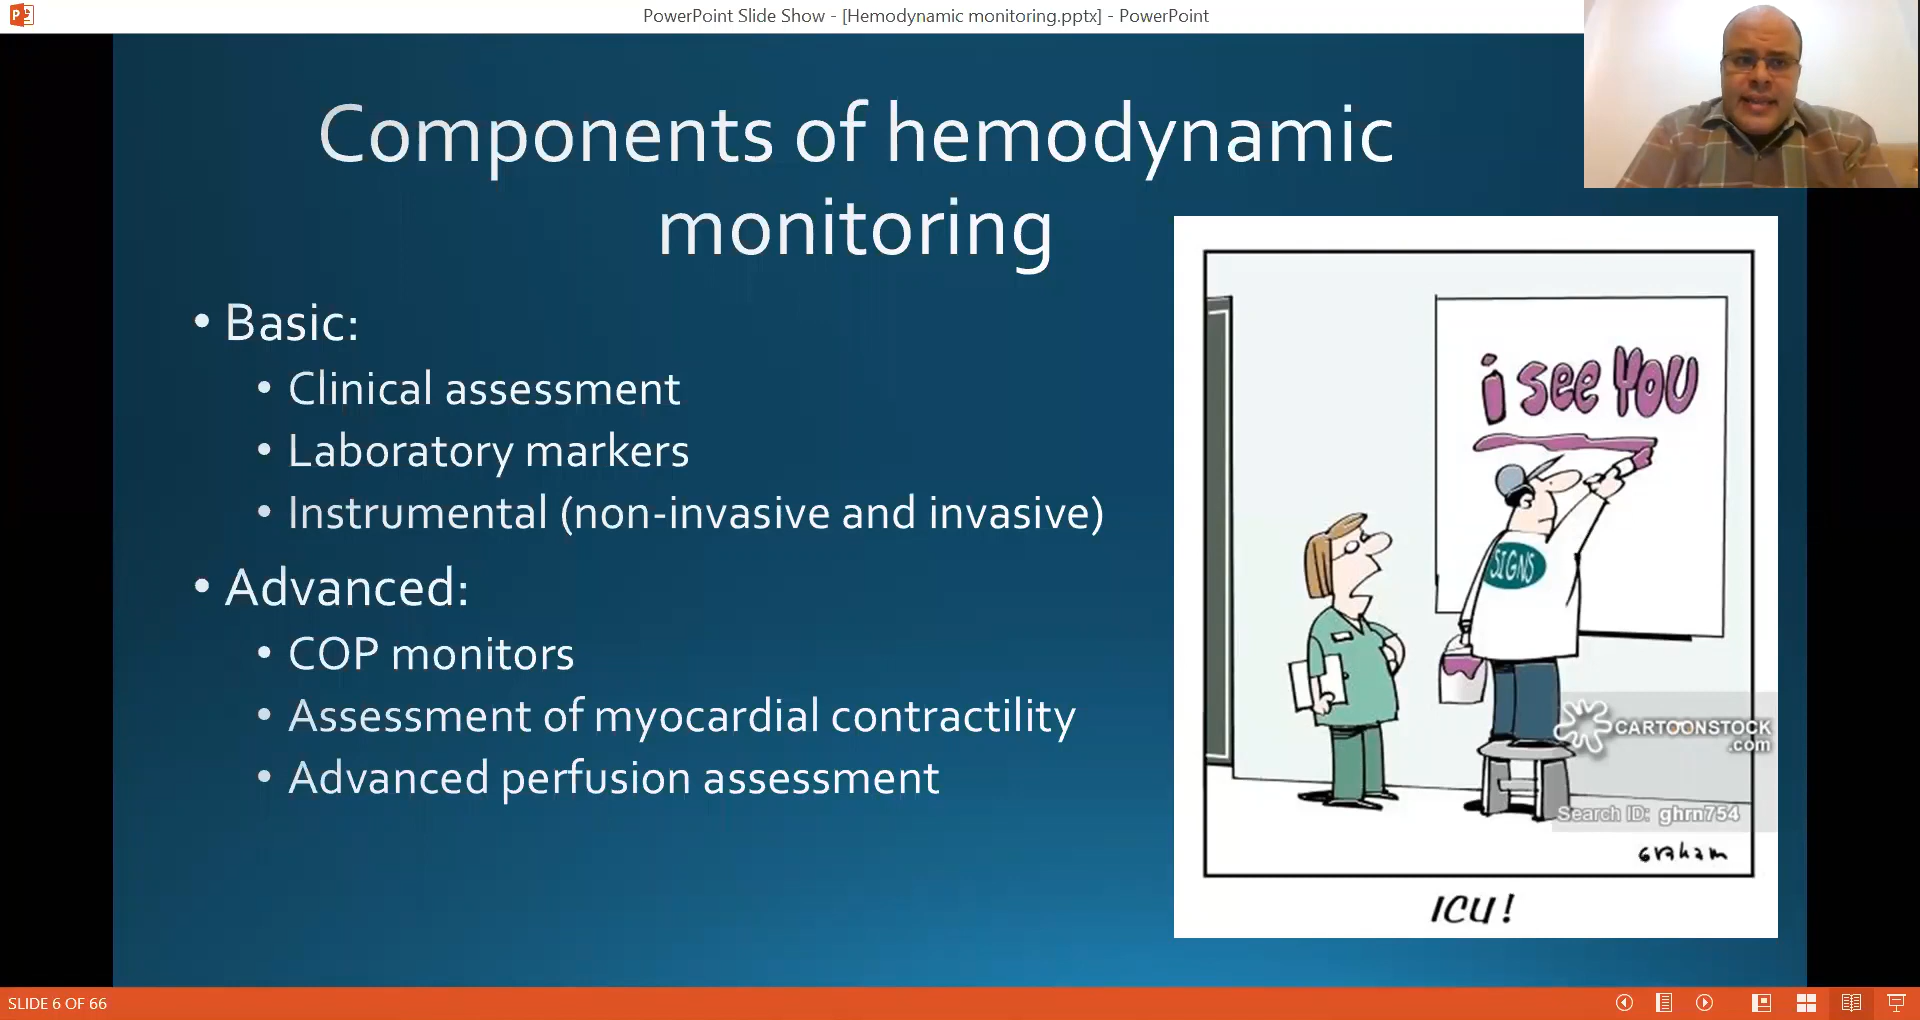 PowerPoint Slide Show - [Hemodynamic monitoring.pptx] - PowerPoint
Components of hemodynamic
monitoring
• Basic:
• Clinical assessment
• Laboratory markers
• Instrumental (non-invasive and invasive)
• Advanced:
• COP monitors
• Assessment of myocardial contractility
• Advanced perfusion assessment
i see YOU
SIGNS
CARTOONSTOCK
.com
Search ID: ghrn754
Graham
ICU!
SLIDE 6 OF 66